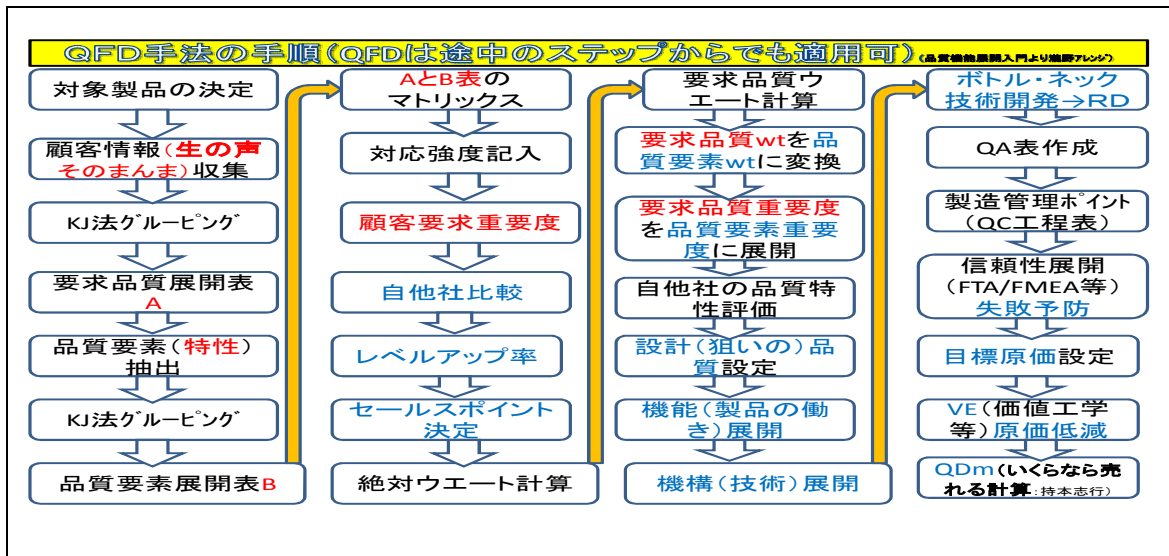 QFD手法の手順(QFDは途中のステップからでも適用可)(品質機能展開入門より アレンジ)
対象製品の決定
顧客情報(生の声
そのまんま)収集
KJ法グルーピング
要求品質展開表
A
品質要素(特性)
抽出
KJ法グルーピング
品質要素展開表B
AとB表の
マトリックス
対応強度記入
顧客要求重要度
自他社比較
レベルアップ率
セールスポイント
決定
絶対ウエート計算
要求品質ウ
エート計算
要求品質wtを品
質要素wtに変換
要求品質重要度
を品質要素重要
度に展開
自他社の品質特
性評価
設計(狙いの)品
質設定
機能(製品の働
き)展開
機構(技術)展開
ボトル・ネック
技術開発→RD
QA表作成
製造管理ポイント
(QC工程表)
信頼性展開
(FTA/FMEA等)
失敗予防
目標原価設定
VE(価値工学
等)原価低減
QDm(いくらなら売
れる計算:持本志行)